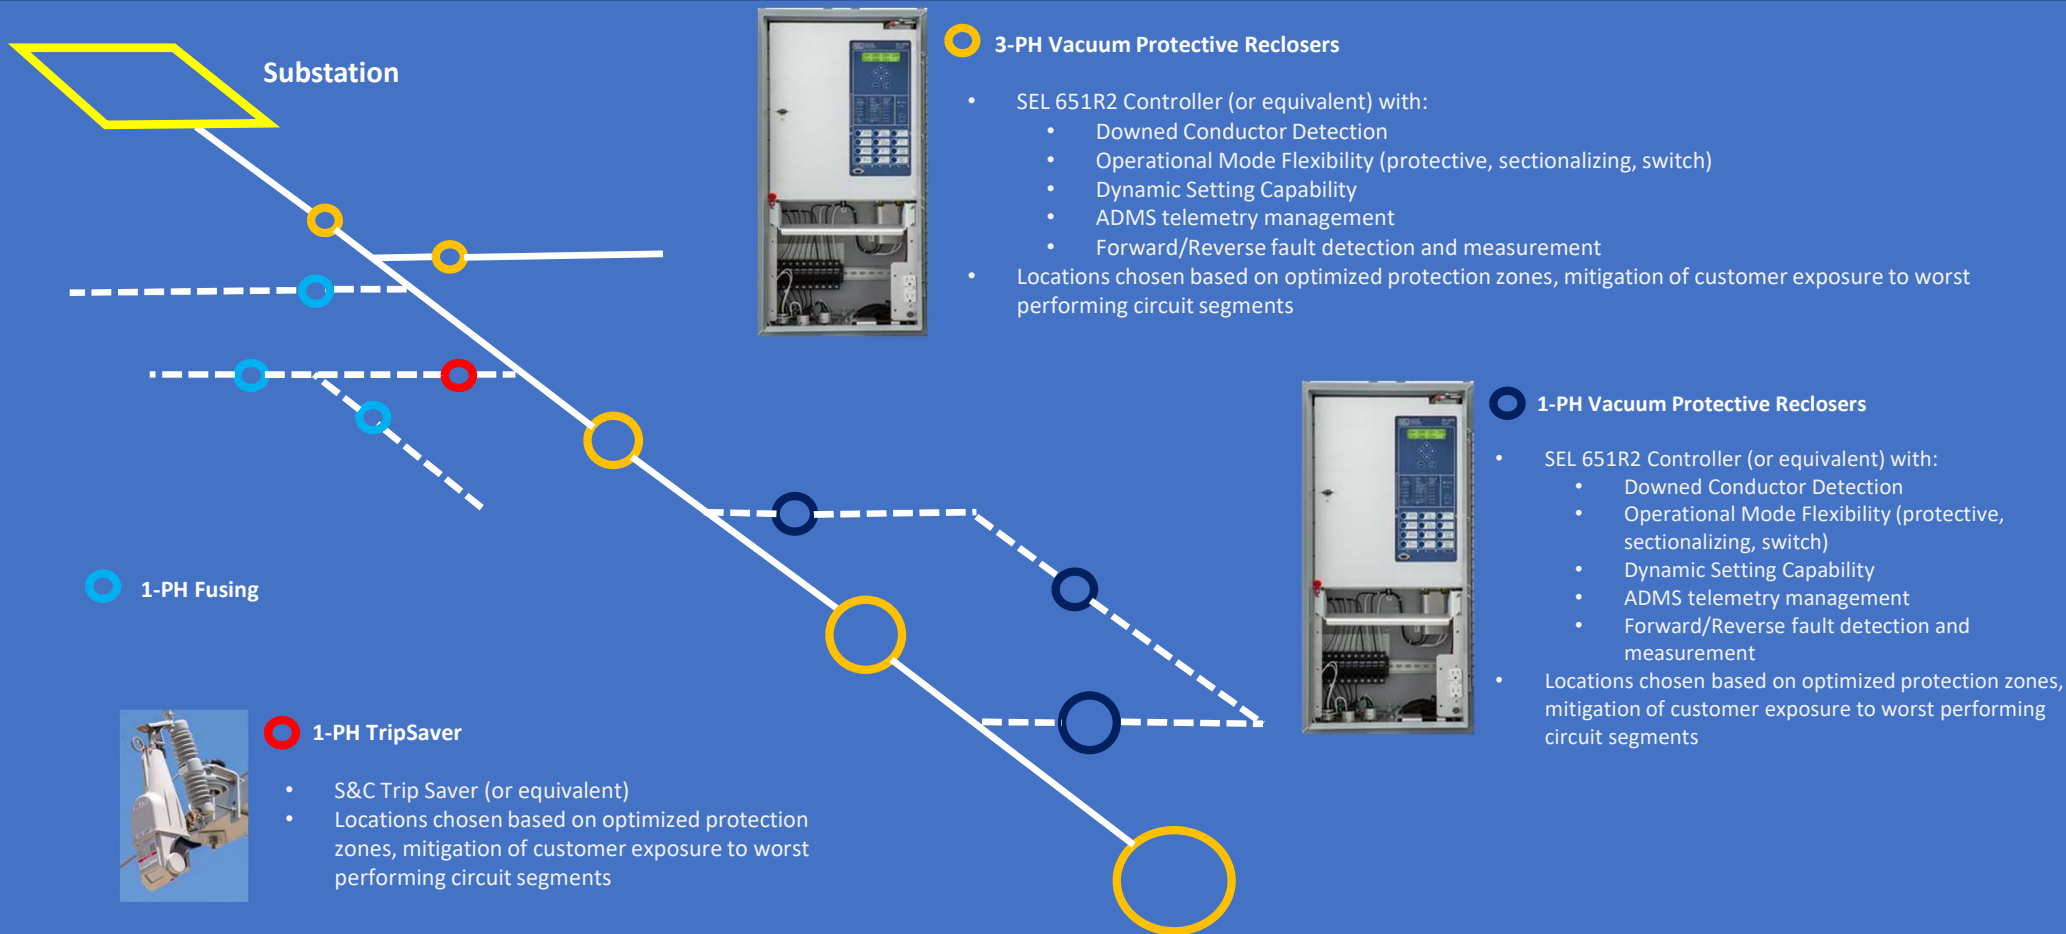 Substation
3-PH Vacuum Protective Reclosers
• SEL 651R2 Controller (or equivalent) with:
• Downed Conductor Detection
• Operational Mode Flexibility (protective, sectionalizing, switch)
• Dynamic Setting Capability
• ADMS telemetry management
• Forward/Reverse fault detection and measurement
• Locations chosen based on optimized protection zones, mitigation of customer exposure to worst
performing circuit segments
1-PH Vacuum Protective Reclosers
• SEL 651R2 Controller (or equivalent) with:
• Downed Conductor Detection
• Operational Mode Flexibility (protective,
sectionalizing, switch)
• Dynamic Setting Capability
• ADMS telemetry management
• Forward/Reverse fault detection and
measurement
• Locations chosen based on optimized protection zones,
mitigation of customer exposure to worst performing
circuit segments
1-PH Fusing
1-PH TripSaver
• S&C Trip Saver (or equivalent)
• Locations chosen based on optimized protection
zones, mitigation of customer exposure to worst
performing circuit segments